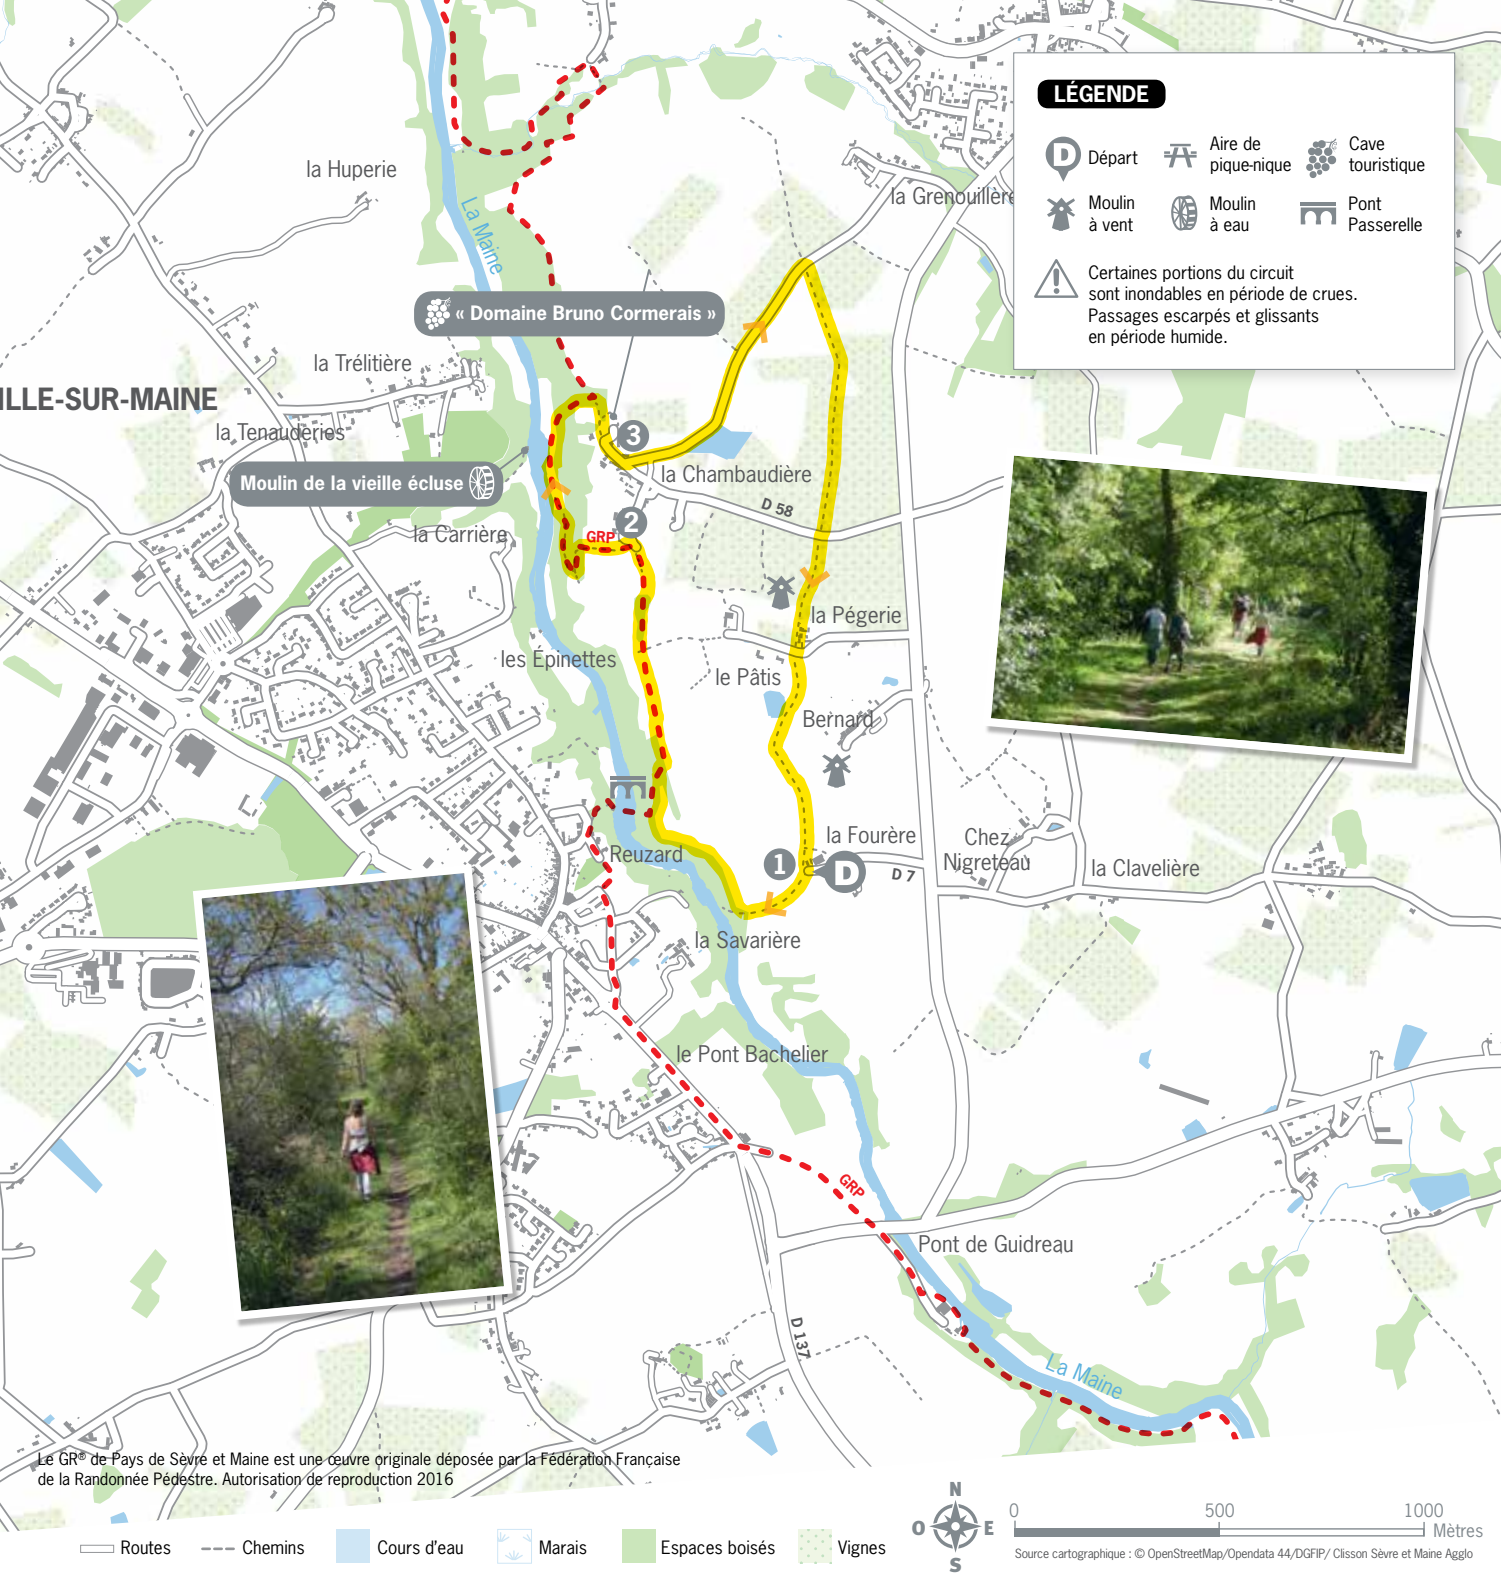 LÉGENDE
Départ
Aire de
pique-nique
Cave
touristique
Moulin
à vent
Moulin
à eau
Pont
Passerelle
Certaines portions du circuit
sont inondables en période de crues.
Passages escarpés et glissants
en période humide.
la Huperie
La Maine
la Grenouillère
« Domaine Bruno Cormerais »
la Trélitière
ILLE-SUR-MAINE
la Tenauderies
3
Moulin de la vieille écluse
la Chambaudière
D 58
2
GRP
la Carrière
la Pégerie
les Épinettes
le Pâtis
Bernard
la Fourère
Chez
Nigreteau
la Clavelière
Reuzard
1
D
D 7
la Savarière
le Pont Bachelier
GRP
Pont de Guidreau
D 137
La Maine
Le GR® de Pays de Sèvre et Maine est une œuvre originale déposée par la Fédération Française
de la Randonnée Pédestre. Autorisation de reproduction 2016
Routes
Chemins
Cours d'eau
Marais
Espaces boisés
Vignes
N
O
E
S
0
500
1000
Mètres
Source cartographique : © OpenStreetMap/Opendata 44/DGFIP/ Clisson Sèvre et Maine Agglo